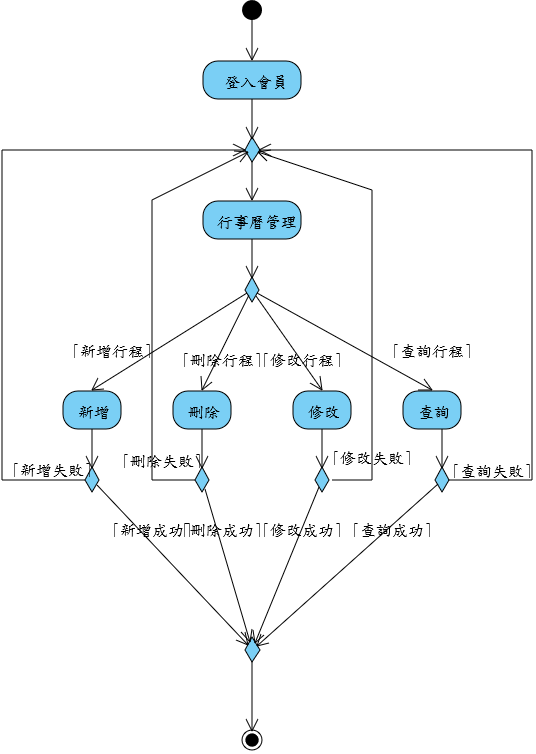 登入會員
行事曆管理
「新增行程」
「刪除行程」
「修改行程」
「查詢行程」
新增
刪除
修改
查詢
「新增失敗」
「刪除失敗」
「修改失敗」
「查詢失敗」
「新增成功」
「刪除成功」
「修改成功」
「查詢成功」